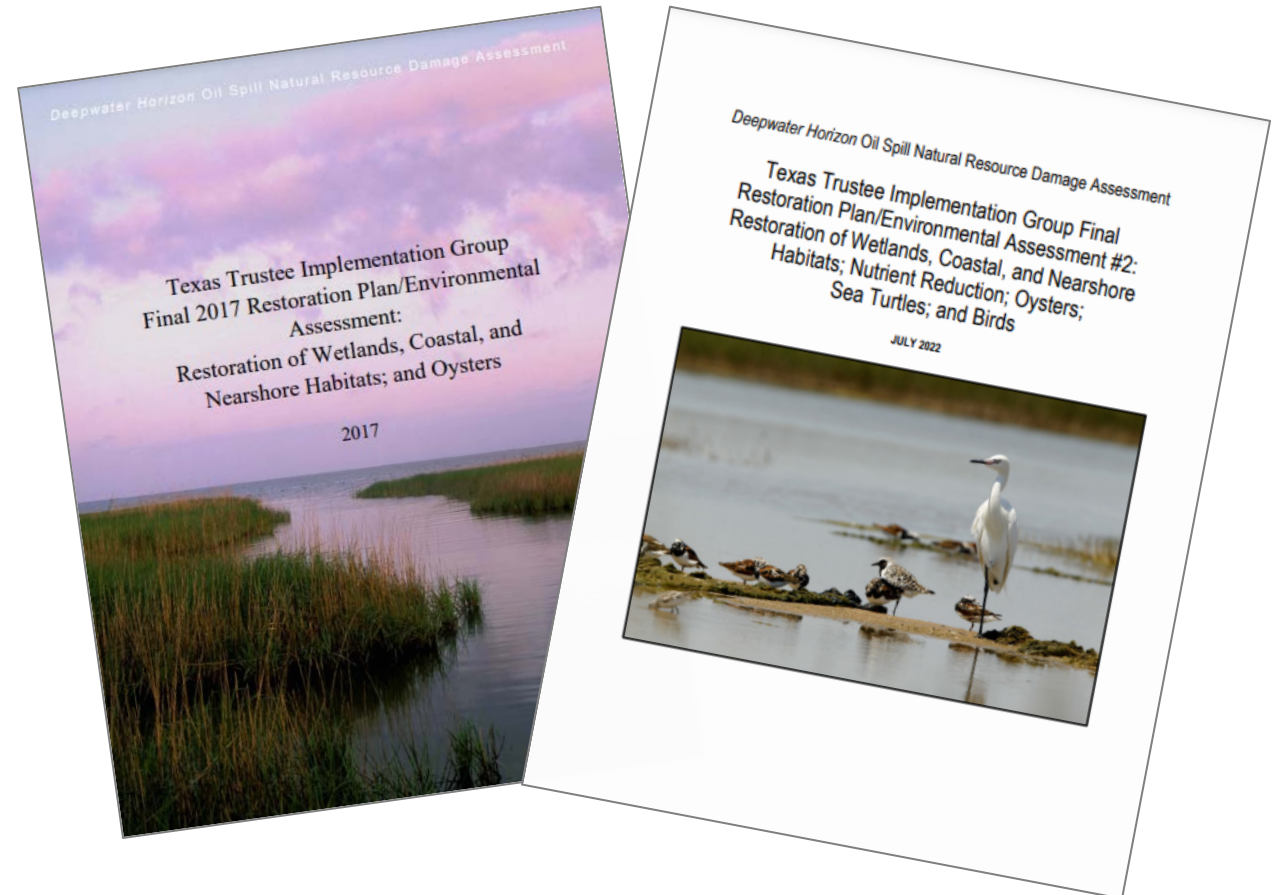 Deepwater Horizon Oil Spill Natural Resource Damage Assessment
Texas Trustee Implementation Group
Final 2017 Restoration Plan/Environmental
Assessment:
Restoration of Wetlands, Coastal, and
Nearshore Habitats; and Oysters
2017
Deepwater Horizon Oil Spill Natural Resource Damage Assessment
Texas Trustee Implementation Group Final
Restoration Plan/Environmental Assessment #2:
Restoration of Wetlands, Coastal, and Nearshore
Habitats; Nutrient Reduction; Oysters;
Sea Turtles; and Birds
JULY 2022